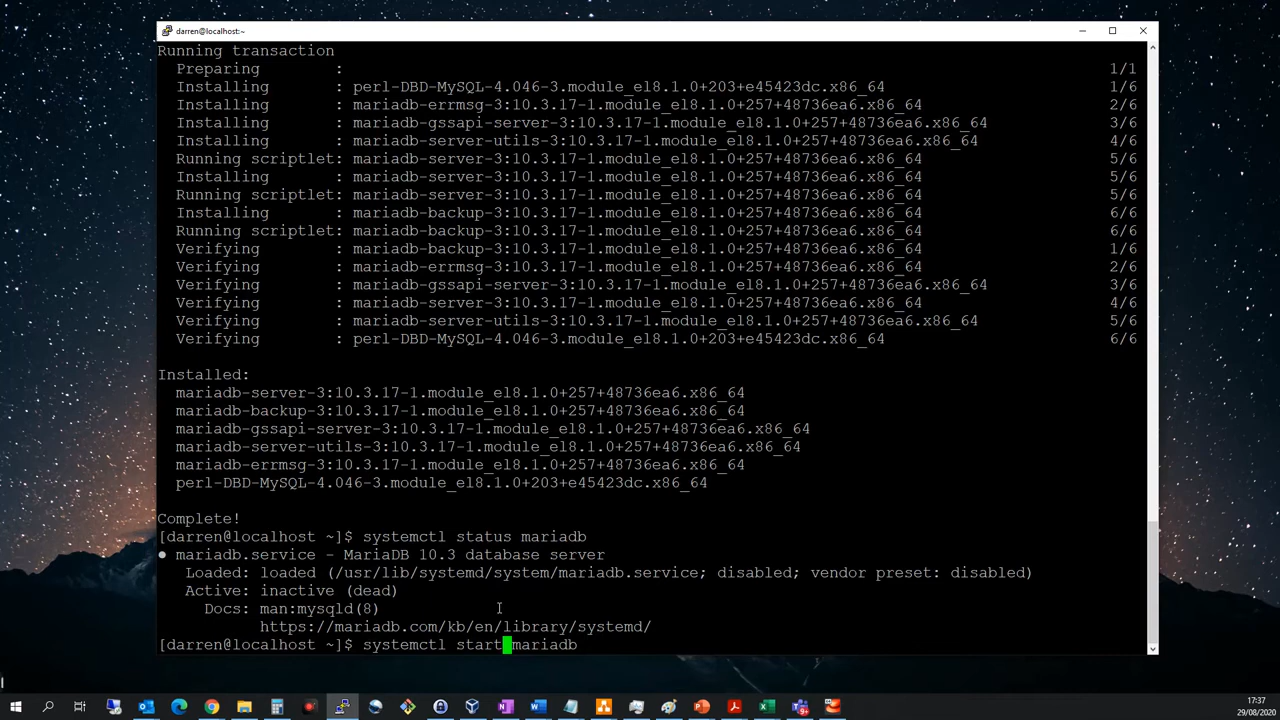 darren@localhost:~
Running transaction
Preparing : 1/1
Installing : perl-DBD-MySQL-4.046-3.module_el8.1.0+203+e45423dc.x86_64 1/6
Installing : mariadb-errmsg-3:10.3.17-1.module_el8.1.0+257+48736ea6.x86_64 2/6
Installing : mariadb-gssapi-server-3:10.3.17-1.module_el8.1.0+257+48736ea6.x86_64 3/6
Installing : mariadb-server-utils-3:10.3.17-1.module_el8.1.0+257+48736ea6.x86_64 4/6
Running scriptlet: mariadb-server-3:10.3.17-1.module_el8.1.0+257+48736ea6.x86_64 5/6
Installing : mariadb-server-3:10.3.17-1.module_el8.1.0+257+48736ea6.x86_64 5/6
Running scriptlet: mariadb-server-3:10.3.17-1.module_el8.1.0+257+48736ea6.x86_64 5/6
Installing : mariadb-backup-3:10.3.17-1.module_el8.1.0+257+48736ea6.x86_64 6/6
Running scriptlet: mariadb-backup-3:10.3.17-1.module_el8.1.0+257+48736ea6.x86_64 6/6
Verifying : mariadb-backup-3:10.3.17-1.module_el8.1.0+257+48736ea6.x86_64 1/6
Verifying : mariadb-errmsg-3:10.3.17-1.module_el8.1.0+257+48736ea6.x86_64 2/6
Verifying : mariadb-gssapi-server-3:10.3.17-1.module_el8.1.0+257+48736ea6.x86_64 3/6
Verifying : mariadb-server-3:10.3.17-1.module_el8.1.0+257+48736ea6.x86_64 4/6
Verifying : mariadb-server-utils-3:10.3.17-1.module_el8.1.0+257+48736ea6.x86_64 5/6
Verifying : perl-DBD-MySQL-4.046-3.module_el8.1.0+203+e45423dc.x86_64 6/6
Installed:
mariadb-server-3:10.3.17-1.module_el8.1.0+257+48736ea6.x86_64
mariadb-backup-3:10.3.17-1.module_el8.1.0+257+48736ea6.x86_64
mariadb-gssapi-server-3:10.3.17-1.module_el8.1.0+257+48736ea6.x86_64
mariadb-server-utils-3:10.3.17-1.module_el8.1.0+257+48736ea6.x86_64
mariadb-errmsg-3:10.3.17-1.module_el8.1.0+257+48736ea6.x86_64
perl-DBD-MySQL-4.046-3.module_el8.1.0+203+e45423dc.x86_64
Complete!
[darren@localhost ~]$ systemctl status mariadb
● mariadb.service - MariaDB 10.3 database server
Loaded: loaded (/usr/lib/systemd/system/mariadb.service; disabled; vendor preset: disabled)
Active: inactive (dead)
Docs: man:mysqld(8)
https://mariadb.com/kb/en/library/systemd/
[darren@localhost ~]$ systemctl start mariadb
17:37
29/08/2020